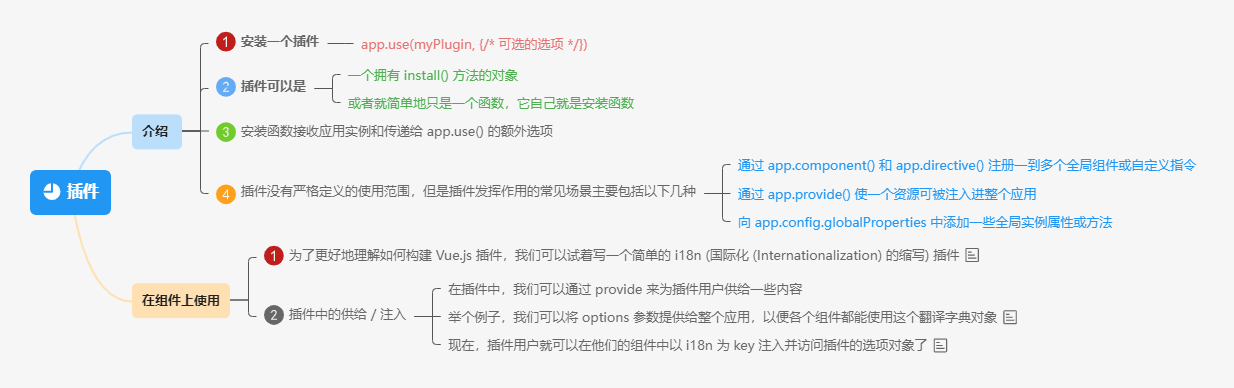 插件
介绍
1 安装一个插件
app.use(myPlugin, {/* 可选的选项 */})
2 插件可以是
一个拥有 install() 方法的对象
或者就简单地只是一个函数，它自己就是安装函数
3 安装函数接收应用实例和传递给 app.use() 的额外选项
4 插件没有严格定义的使用范围，但是插件发挥作用的常见场景主要包括以下几种
通过 app.component() 和 app.directive() 注册一到多个全局组件或自定义指令
通过 app.provide() 使一个资源可被注入进整个应用
向 app.config.globalProperties 中添加一些全局实例属性或方法
在组件上使用
1 为了更好地理解如何构建 Vue.js 插件，我们可以试着写一个简单的 i18n (国际化 (Internationalization) 的缩写) 插件
2 插件中的供给 / 注入
在插件中，我们可以通过 provide 来为插件用户供给一些内容
举个例子，我们可以将 options 参数提供给整个应用，以便各个组件都能使用这个翻译字典对象
现在，插件用户就可以在他们的组件中以 i18n 为 key 注入并访问插件的选项对象了